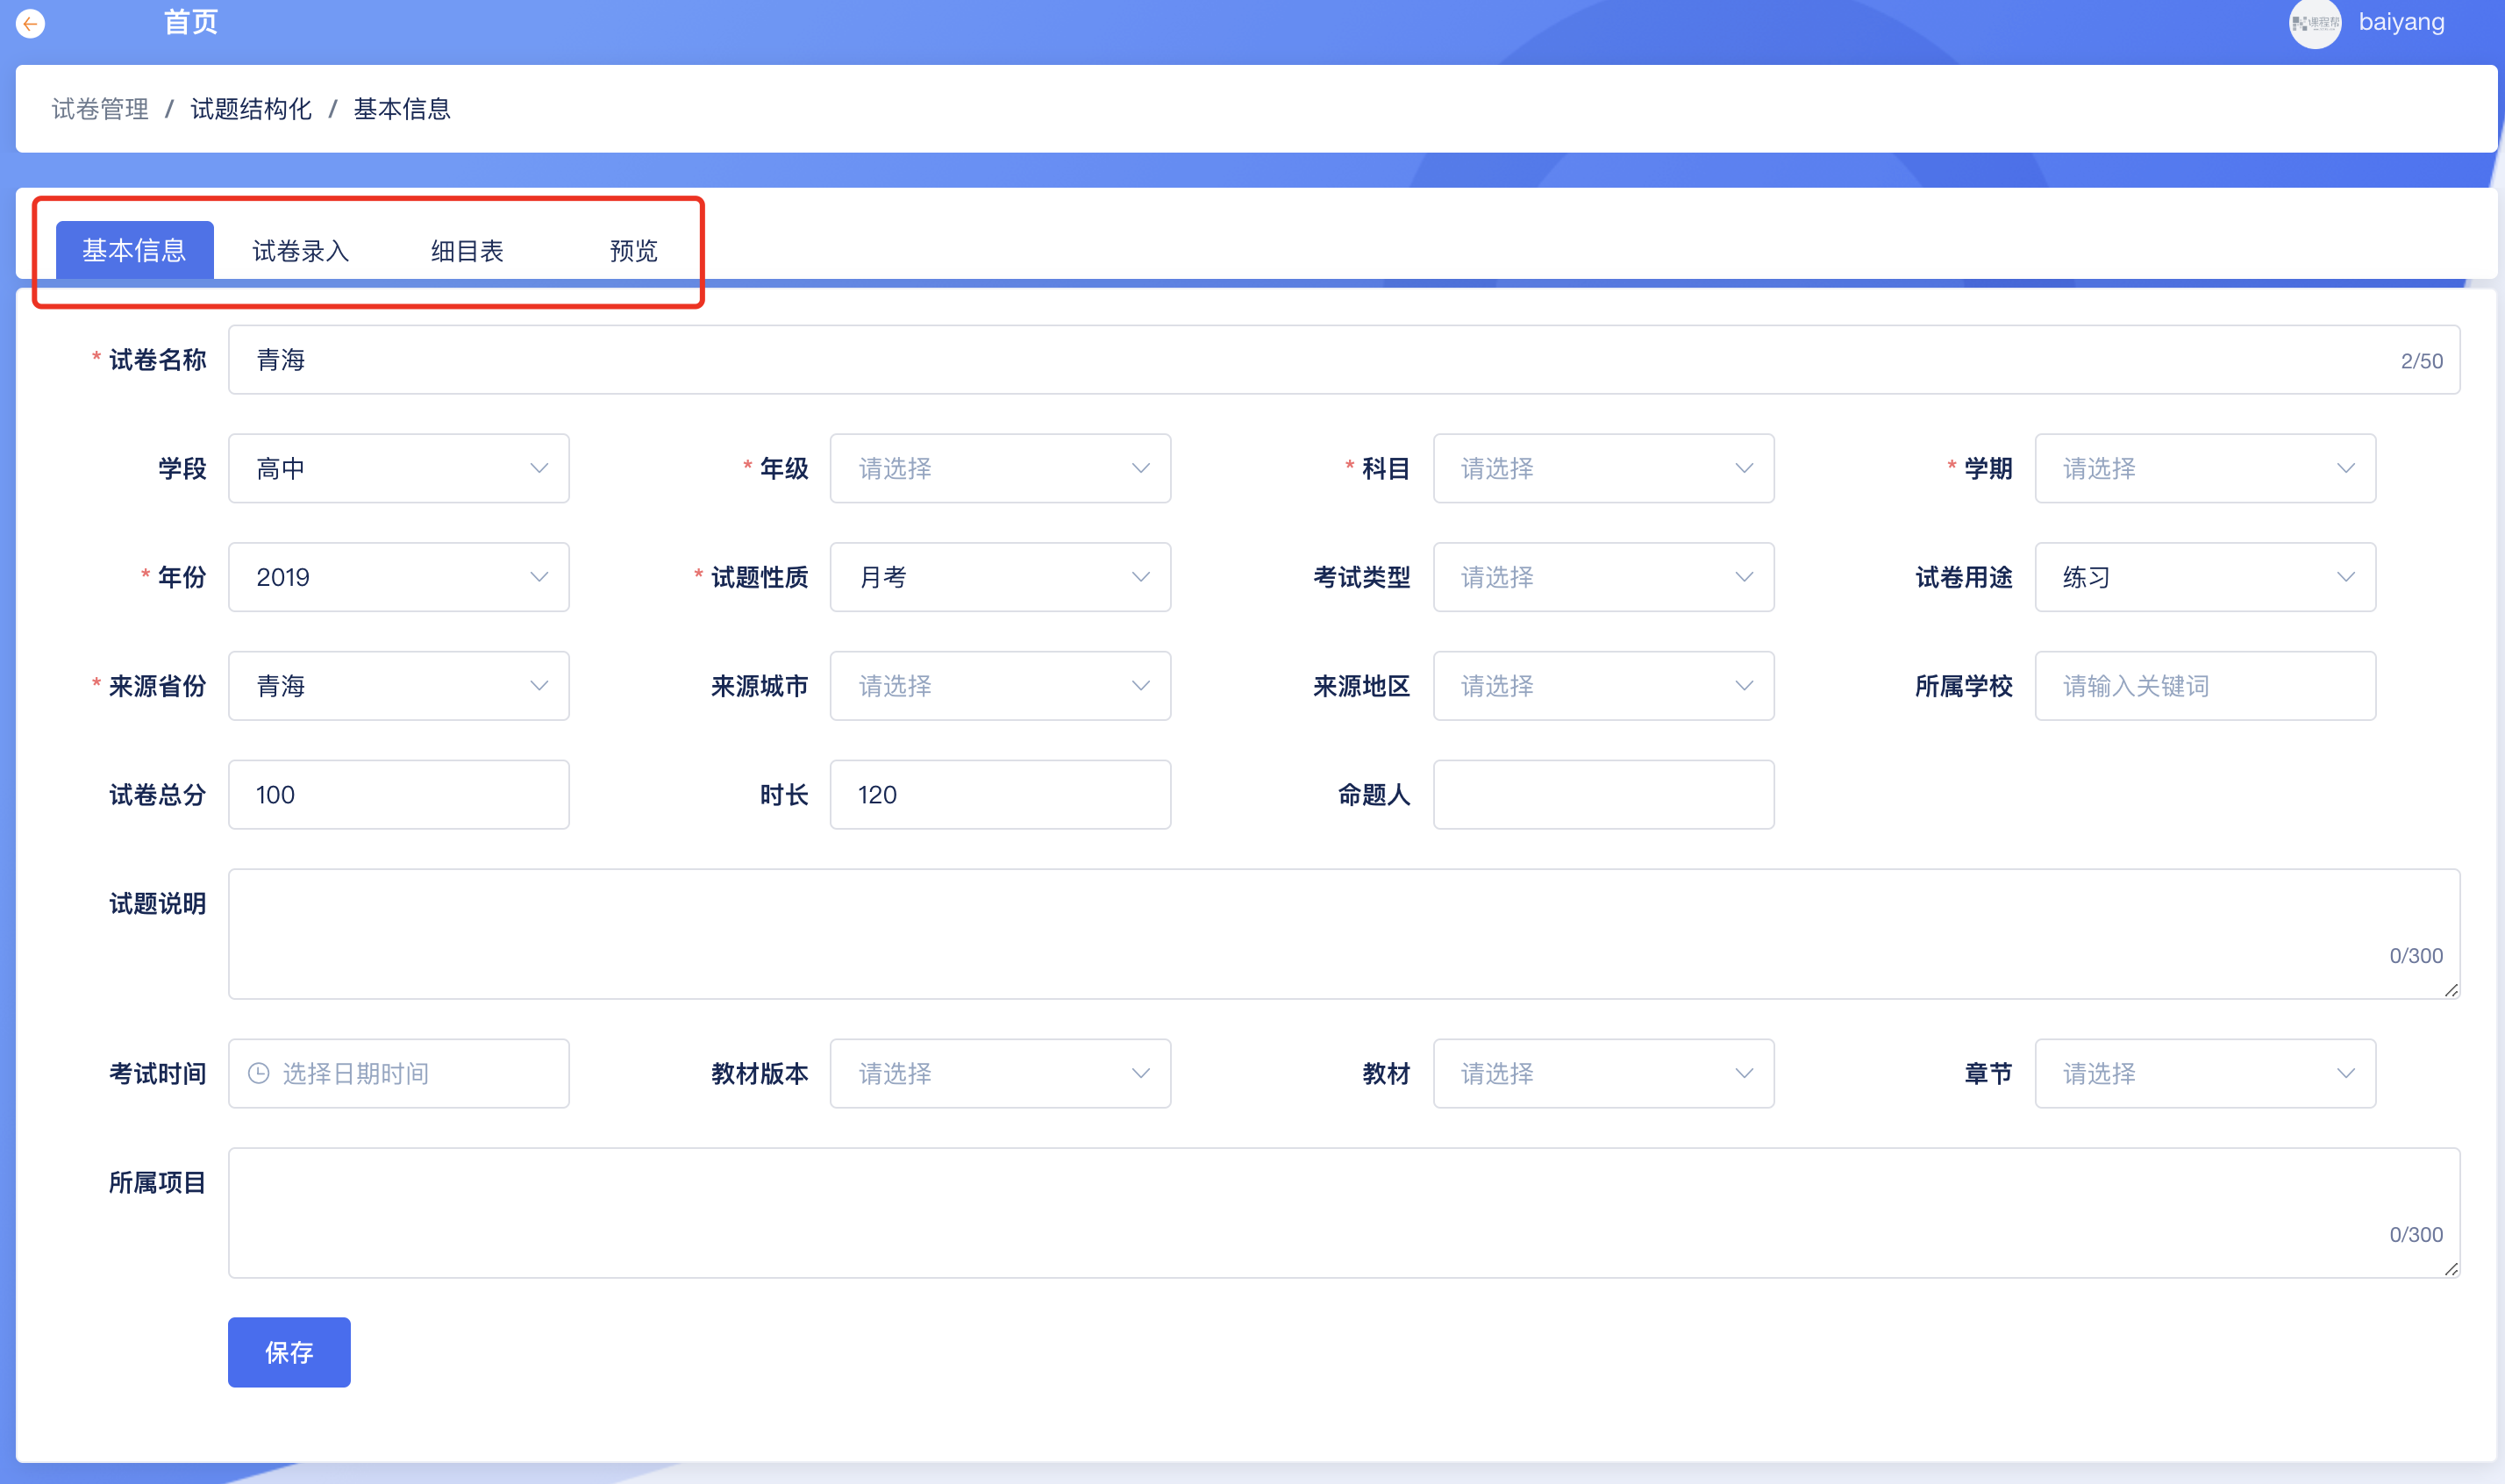 首页
baiyang
试卷管理 / 试题结构化 / 基本信息
基本信息 试卷录入 细目表 预览
* 试卷名称 青海 2/50
学段 高中 * 年级 请选择 * 科目 请选择 * 学期 请选择
* 年份 2019 * 试题性质 月考 考试类型 请选择 试卷用途 练习
* 来源省份 青海 来源城市 请选择 来源地区 请选择 所属学校 请输入关键词
试卷总分 100 时长 120 命题人
试题说明
0/300
考试时间 选择日期时间 教材版本 请选择 教材 请选择 章节 请选择
所属项目
0/300
保存